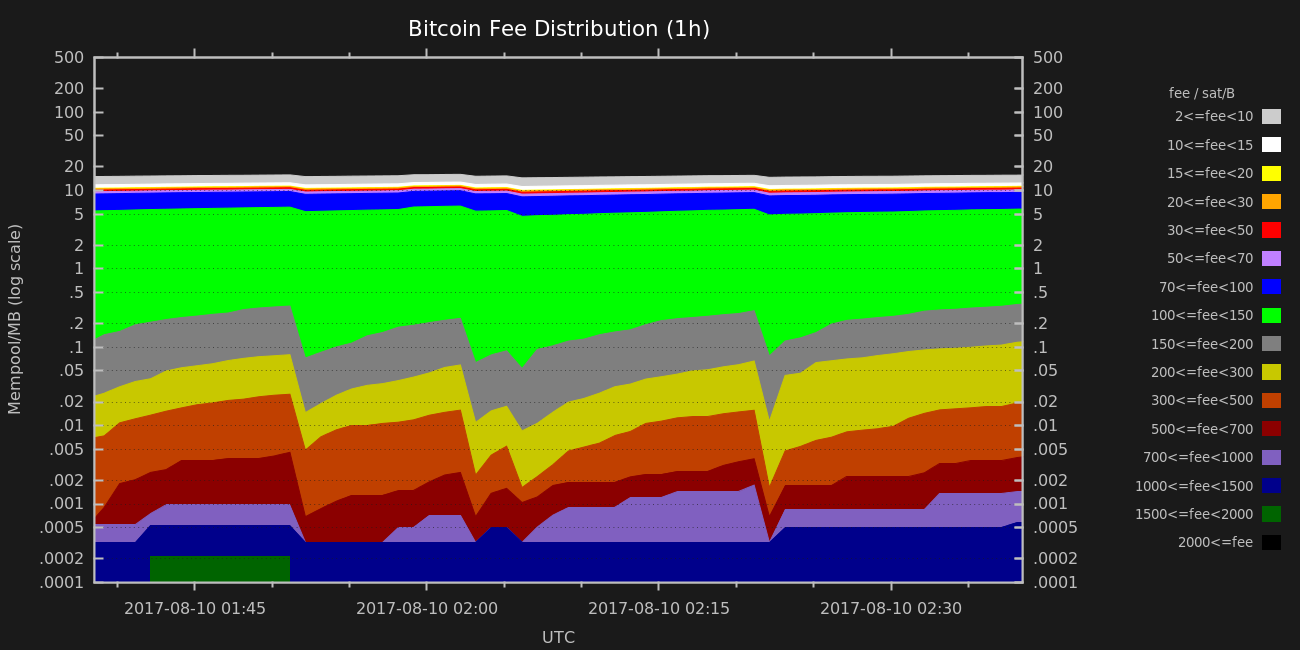 Bitcoin Fee Distribution (1h)
Mempool/MB (log scale)
500
200
100
50
20
10
5
2
1
.5
.2
.1
.05
.02
.01
.005
.002
.001
.0005
.0002
.0001
500
200
100
50
20
10
5
2
1
.5
.2
.1
.05
.02
.01
.005
.002
.001
.0005
.0002
.0001
2017-08-10 01:45 2017-08-10 02:00 2017-08-10 02:15 2017-08-10 02:30
UTC
fee / sat/B
2<=fee<10
10<=fee<15
15<=fee<20
20<=fee<30
30<=fee<50
50<=fee<70
70<=fee<100
100<=fee<150
150<=fee<200
200<=fee<300
300<=fee<500
500<=fee<700
700<=fee<1000
1000<=fee<1500
1500<=fee<2000
2000<=fee